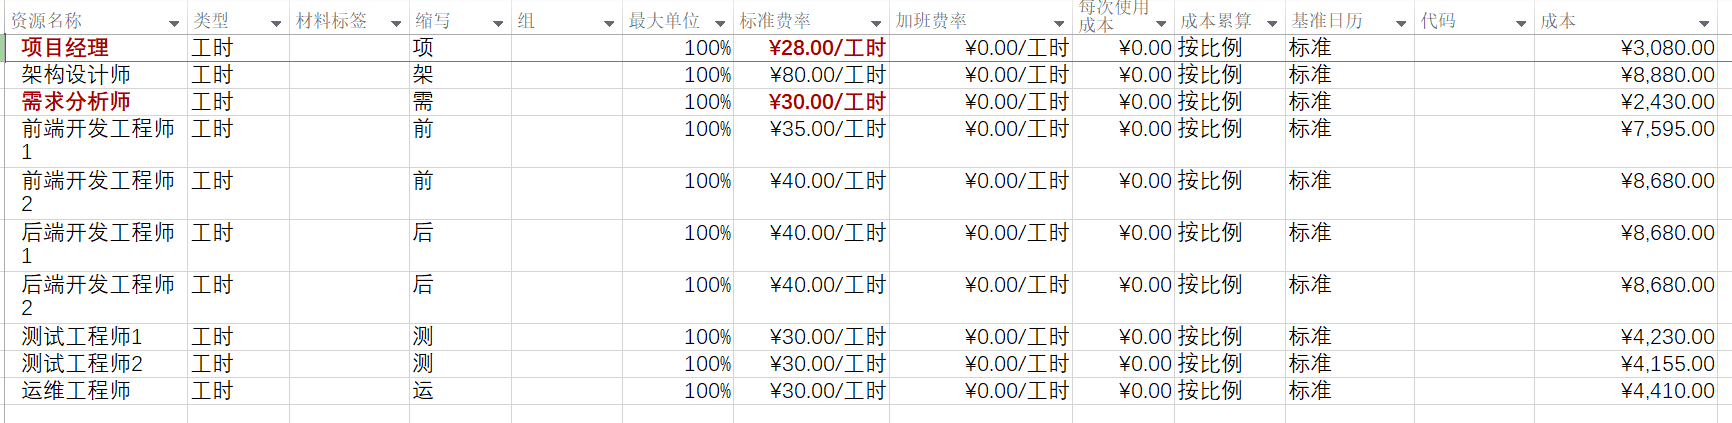 资源名称 类型 材料标签 缩写 组 最大单位 标准费率 加班费率 每次使用成本 成本累算 基准日历 代码 成本
项目经理 工时 项 100% ¥28.00/工时 ¥0.00/工时 ¥0.00 按比例 标准 ¥3,080.00
架构设计师 工时 架 100% ¥80.00/工时 ¥0.00/工时 ¥0.00 按比例 标准 ¥8,880.00
需求分析师 工时 需 100% ¥30.00/工时 ¥0.00/工时 ¥0.00 按比例 标准 ¥2,430.00
前端开发工程师 工时 前 100% ¥35.00/工时 ¥0.00/工时 ¥0.00 按比例 标准 ¥7,595.00
1
前端开发工程师 工时 前 100% ¥40.00/工时 ¥0.00/工时 ¥0.00 按比例 标准 ¥8,680.00
2
后端开发工程师 工时 后 100% ¥40.00/工时 ¥0.00/工时 ¥0.00 按比例 标准 ¥8,680.00
1
后端开发工程师 工时 后 100% ¥40.00/工时 ¥0.00/工时 ¥0.00 按比例 标准 ¥8,680.00
2
测试工程师1 工时 测 100% ¥30.00/工时 ¥0.00/工时 ¥0.00 按比例 标准 ¥4,230.00
测试工程师2 工时 测 100% ¥30.00/工时 ¥0.00/工时 ¥0.00 按比例 标准 ¥4,155.00
运维工程师 工时 运 100% ¥30.00/工时 ¥0.00/工时 ¥0.00 按比例 标准 ¥4,410.00